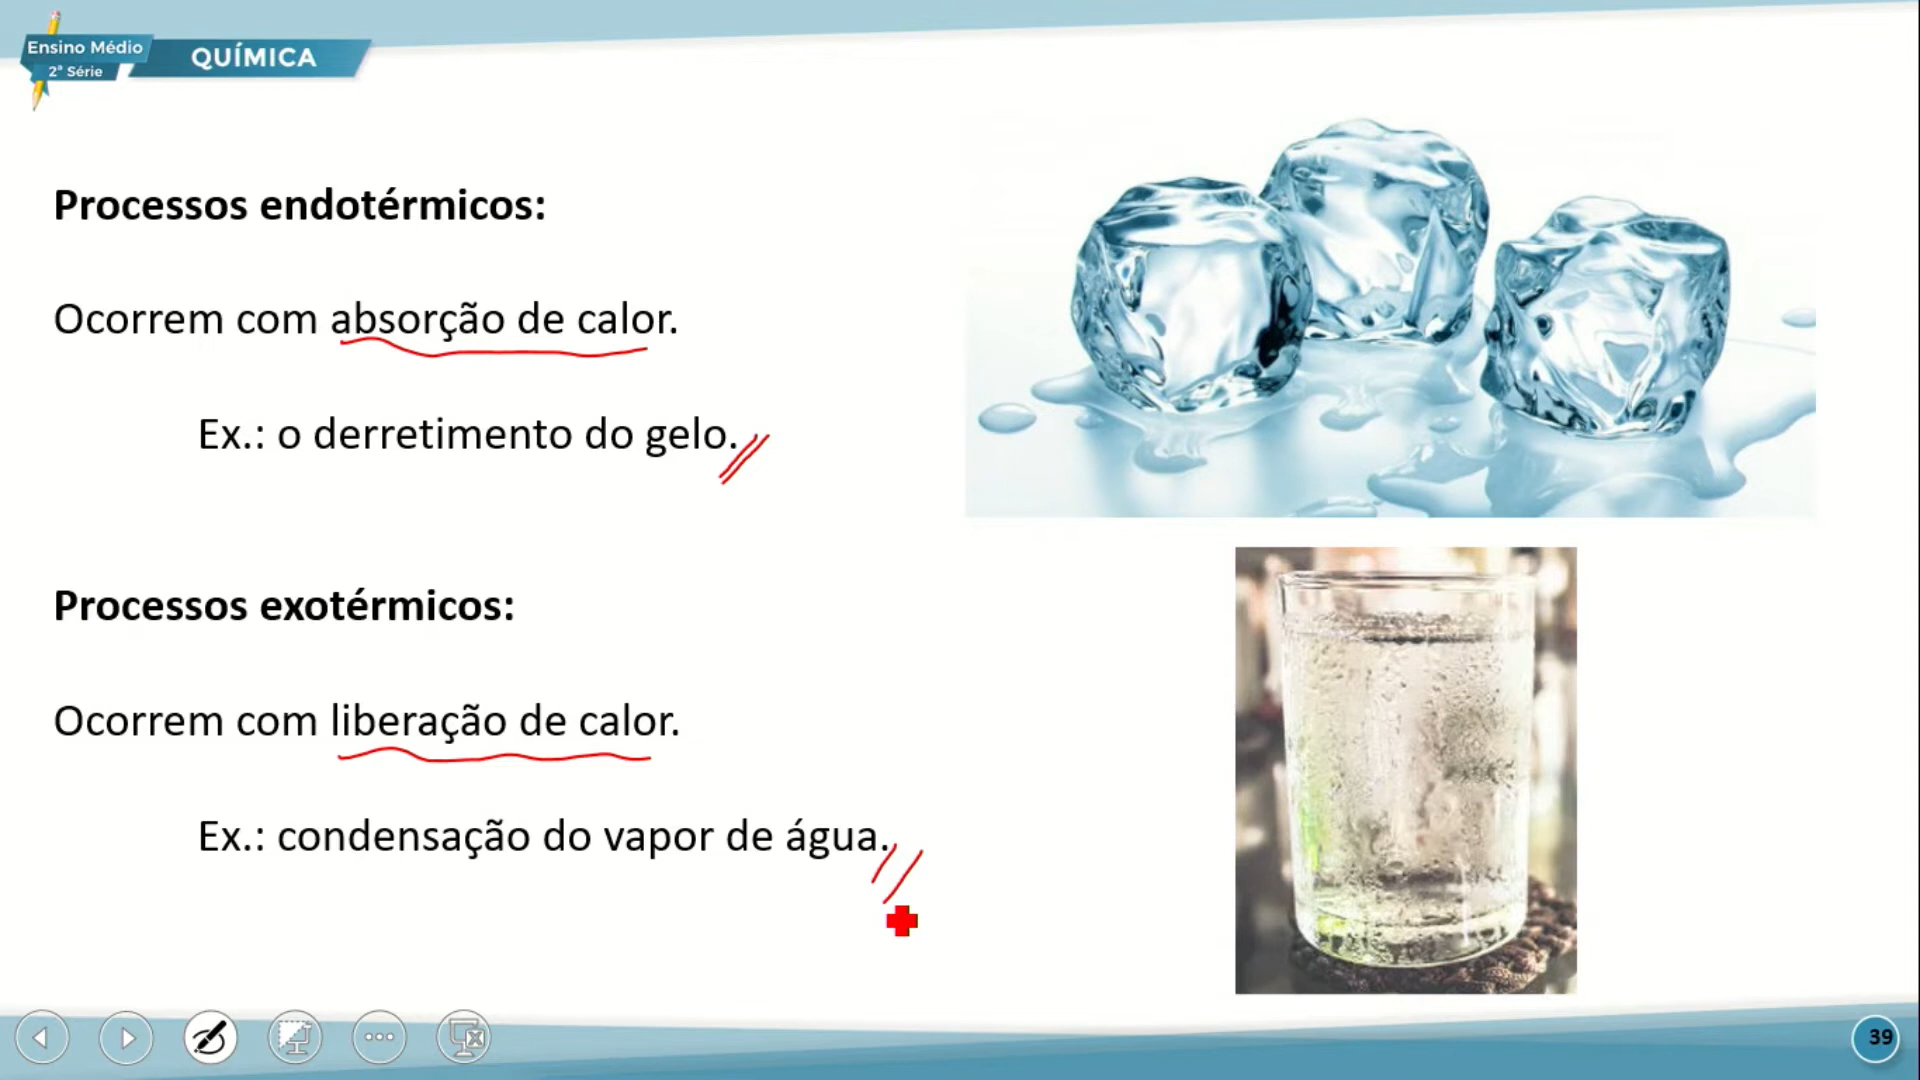 Ensino Médio
2ª Série
QUÍMICA
Processos endotérmicos:
Ocorrem com absorção de calor.
Ex.: o derretimento do gelo.
Processos exotérmicos:
Ocorrem com liberação de calor.
Ex.: condensação do vapor de água.
39